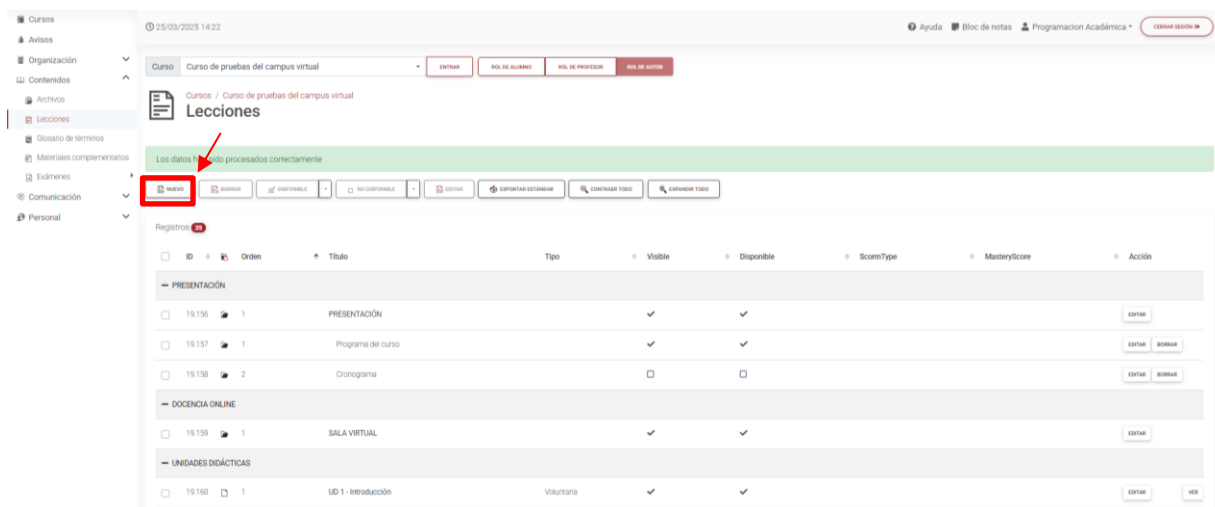 Cursos
Avisos
Organización
Contenidos
Archivos
Lecciones
Glosario de términos
Materiales complementarios
Exámenes
Comunicación
Personal
25/03/2025 14:22 Ayuda Bloc de notas Programacion Académica CERRAR SESIÓN
Curso Curso de pruebas del campus virtual ENTRAR ROL DE ALUMNO ROL DE PROFESOR ROL DE AUTOR
Cursos / Curso de pruebas del campus virtual
Lecciones
Los datos han sido procesados correctamente
NUEVO BORRAR DISPONIBLE NO DISPONIBLE EDITAR EXPORTAR ESTÁNDAR CONTRAER TODO EXPANDIR TODO
Registros 39
ID Orden Título Tipo Visible Disponible ScormType MasteryScore Acción
PRESENTACIÓN
19.156 1 PRESENTACIÓN EDITAR
19.157 1 Programa del curso EDITAR BORRAR
19.158 2 Cronograma EDITAR BORRAR
DOCENCIA ONLINE
19.159 1 SALA VIRTUAL EDITAR
UNIDADES DIDÁCTICAS
19.160 1 UD 1 - Introducción Voluntaria EDITAR VER